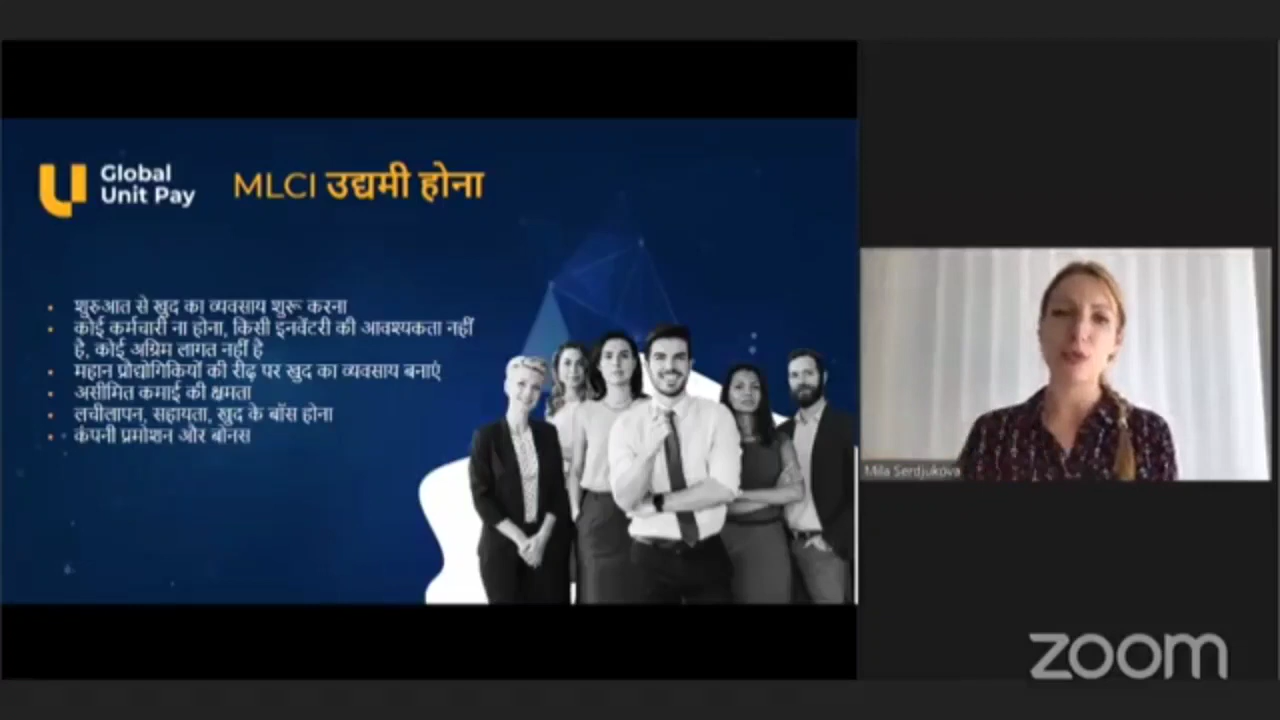 Global
Unit Pay
MLCI उद्यमी होना
• शुरुआत से खुद का व्यवसाय शुरू करना
• कोई कर्मचारी ना होना, किसी इनवेंटरी की आवश्यकता नहीं
है, कोई अग्रिम लागत नहीं है
• महान प्रोद्योगिकियों की रीढ़ पर खुद का व्यवसाय बनाएं
• असीमित कमाई की क्षमता
• लचीलापन, सहायता, खुद के बॉस होना
• कंपनी प्रमोशन और बोनस
Mila Serdjukova
zoom